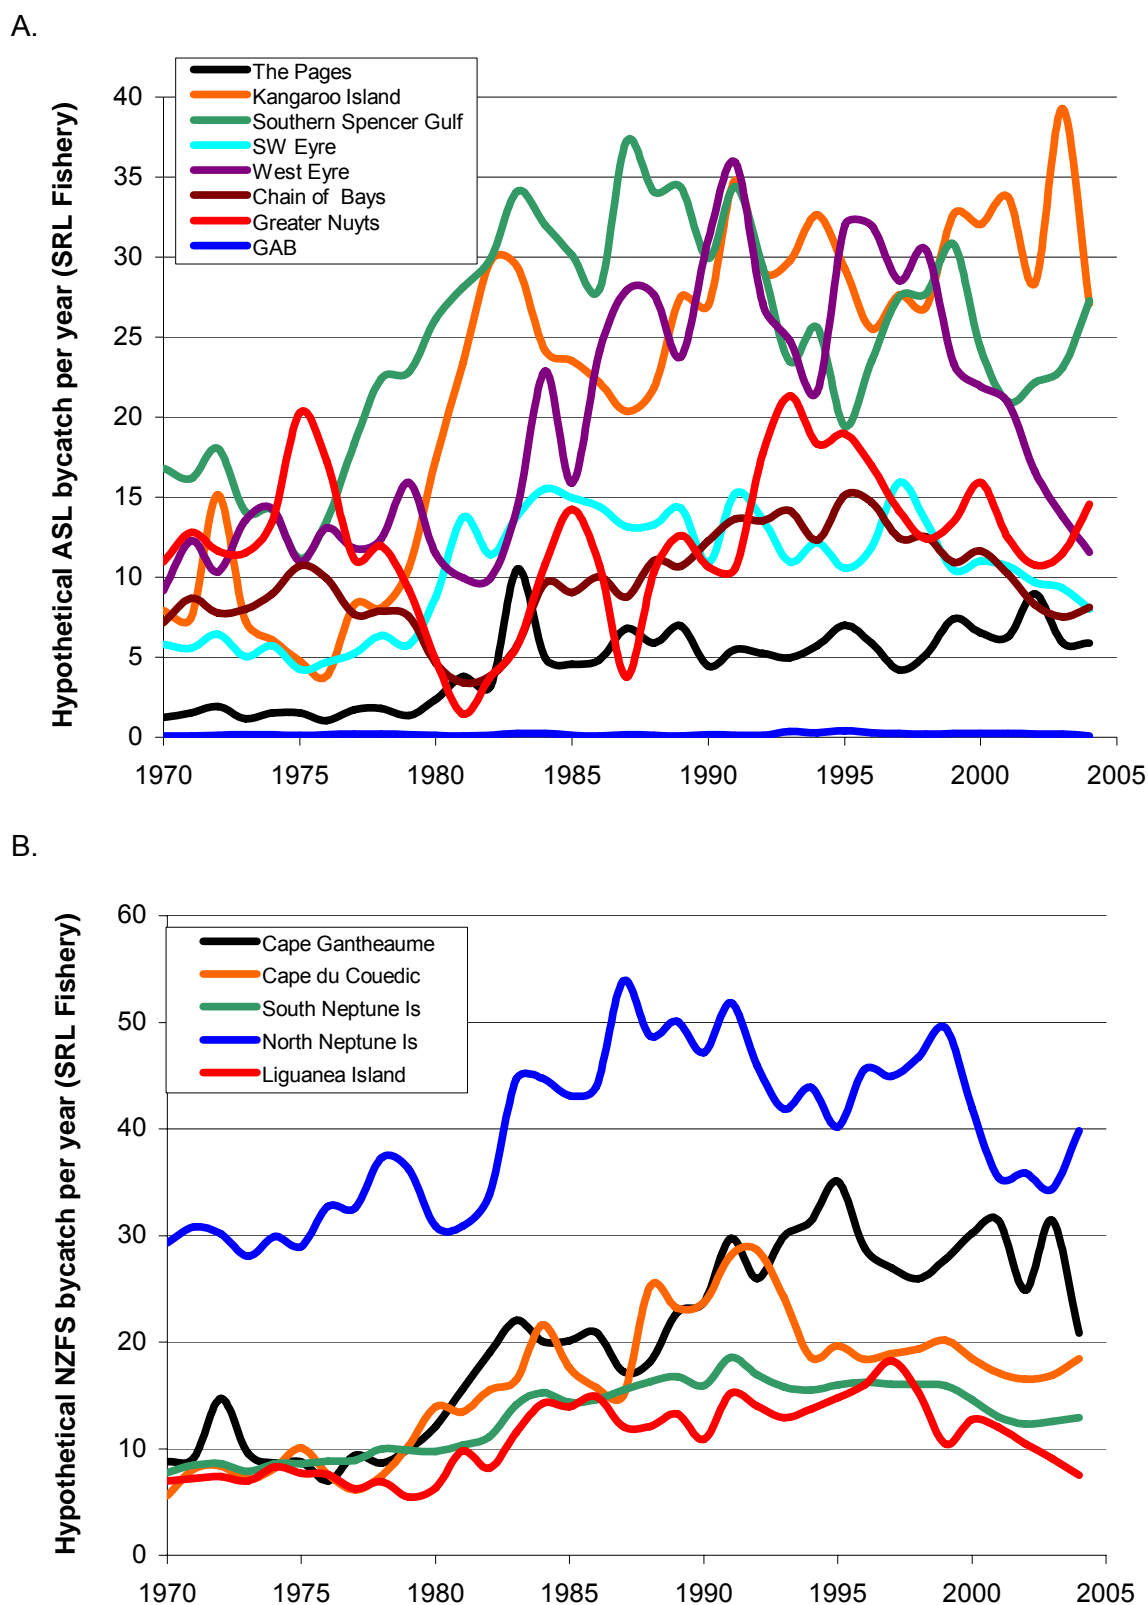 A.
The Pages
Kangaroo Island
Southern Spencer Gulf
SW Eyre
West Eyre
Chain of Bays
Greater Nuyts
GAB
Hypothetical ASL bycatch per year (SRL Fishery)
40
35
30
25
20
15
10
5
0
1970 1975 1980 1985 1990 1995 2000 2005
B.
Cape Gantheaume
Cape du Couedic
South Neptune Is
North Neptune Is
Liguanea Island
Hypothetical NZFS bycatch per year (SRL Fishery)
60
50
40
30
20
10
0
1970 1975 1980 1985 1990 1995 2000 2005